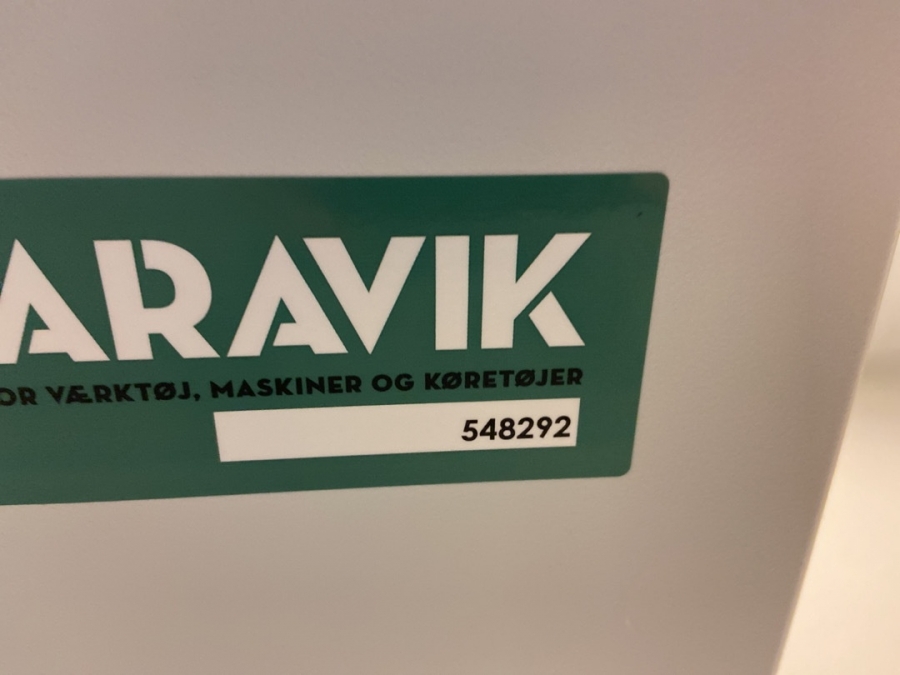 ARAVIK
OR VÆRKTØJ, MASKINER OG KØRETØJER
548292